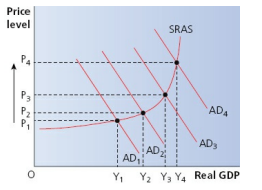 Price
level
SRAS
P4
P3
P2
P1
AD4
AD3
AD2
AD1
O
Y1 Y2 Y3 Y4 Real GDP